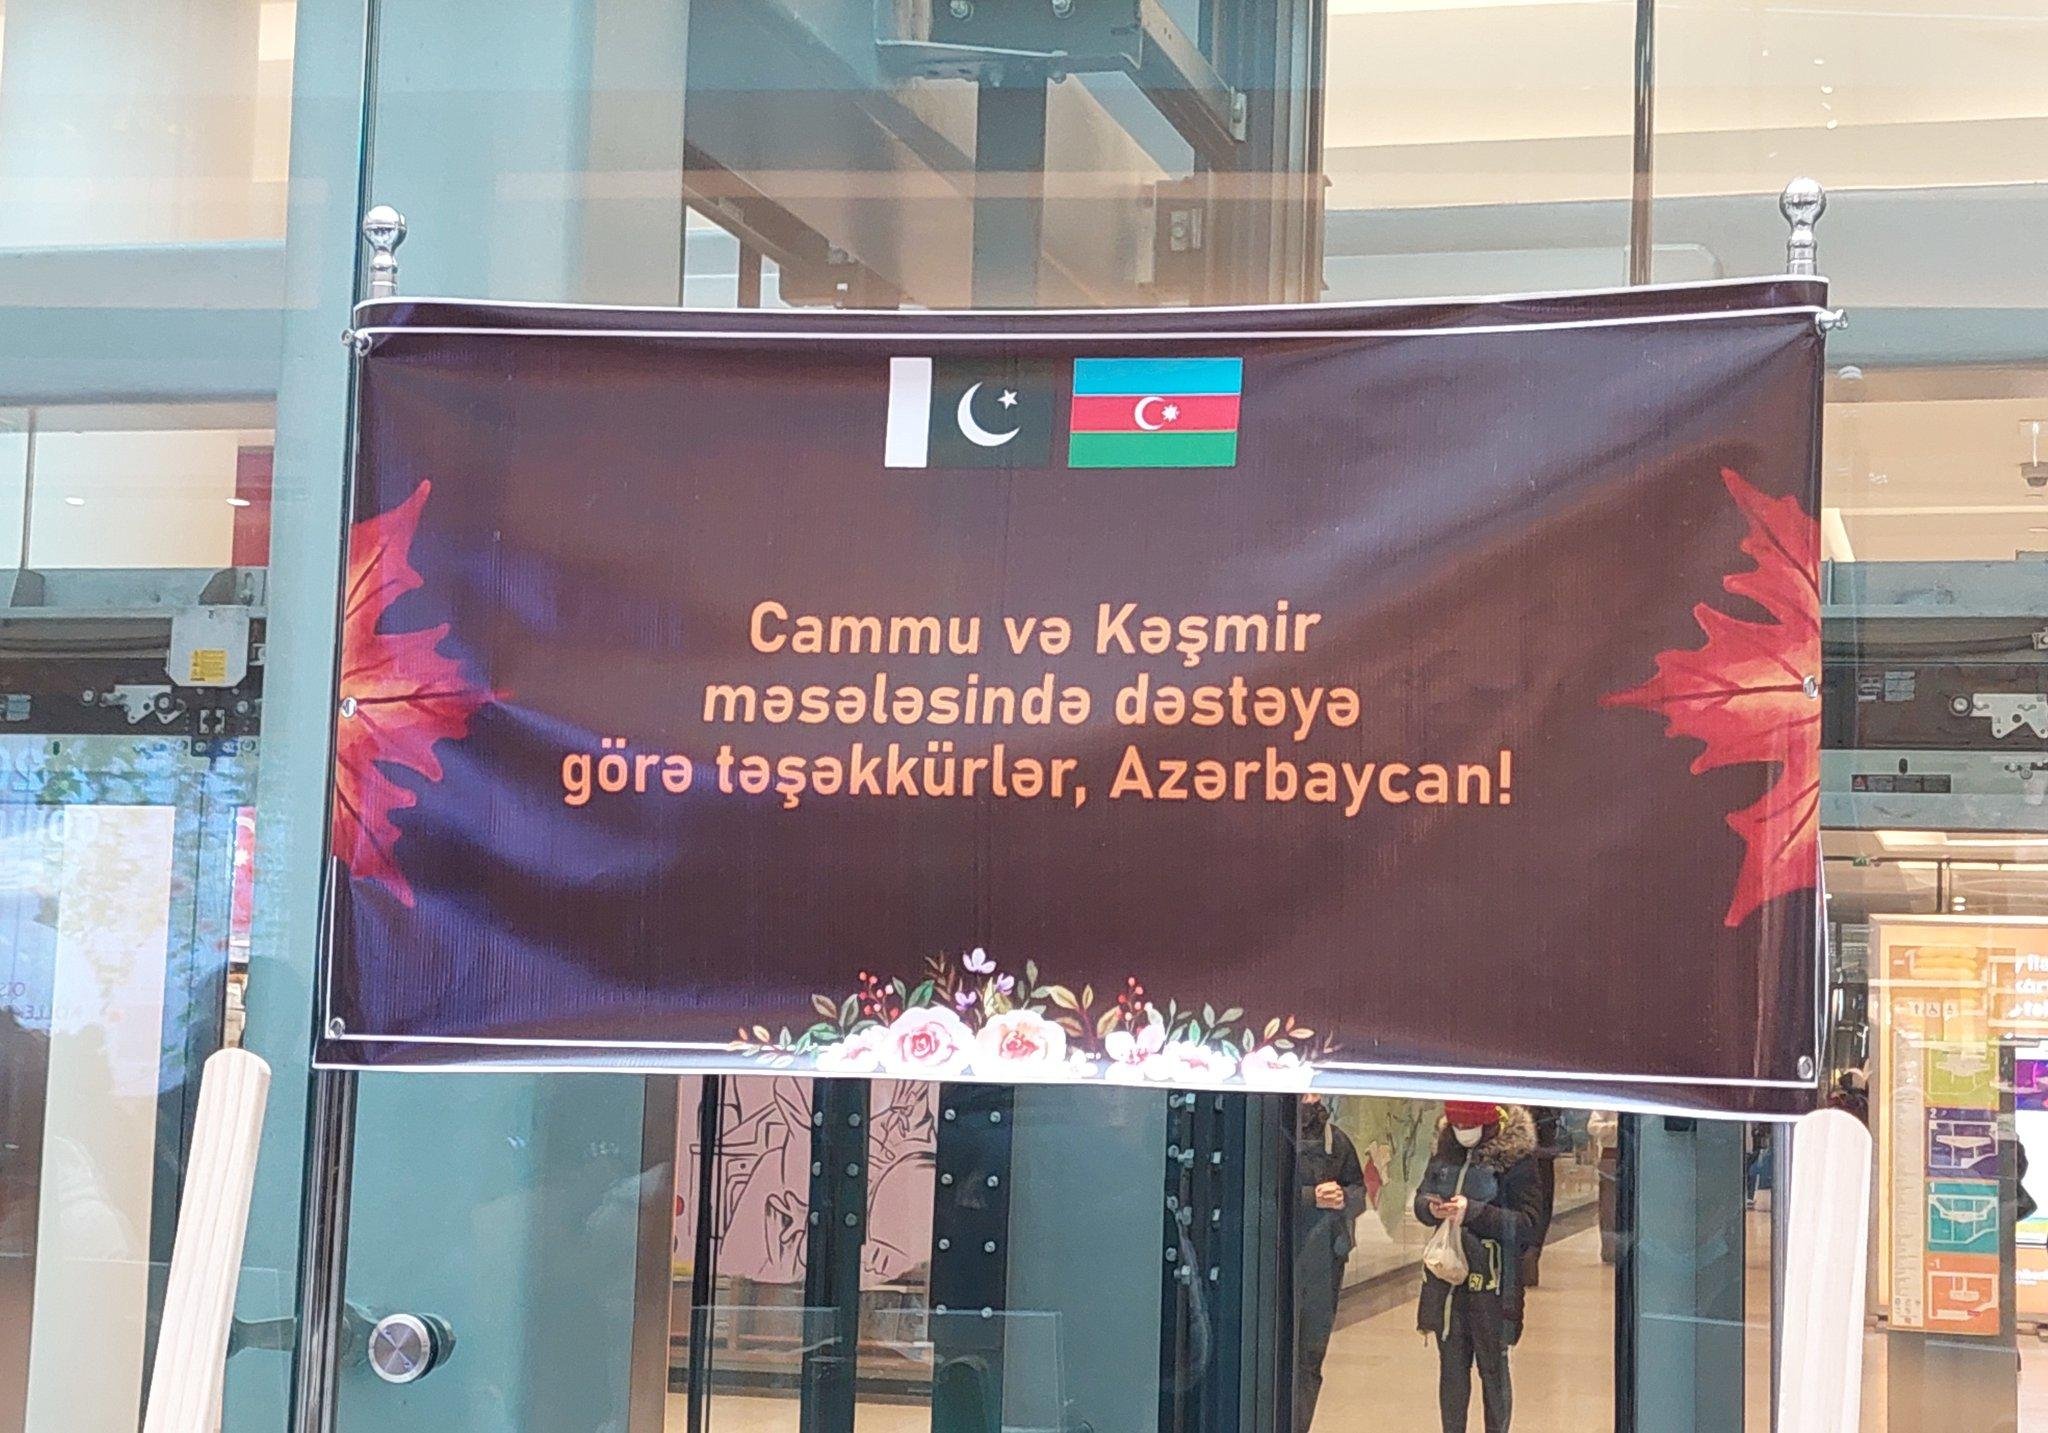 Cammu və Kəşmir
məsələsində dəstəyə
görə təşəkkürlər, Azərbaycan!